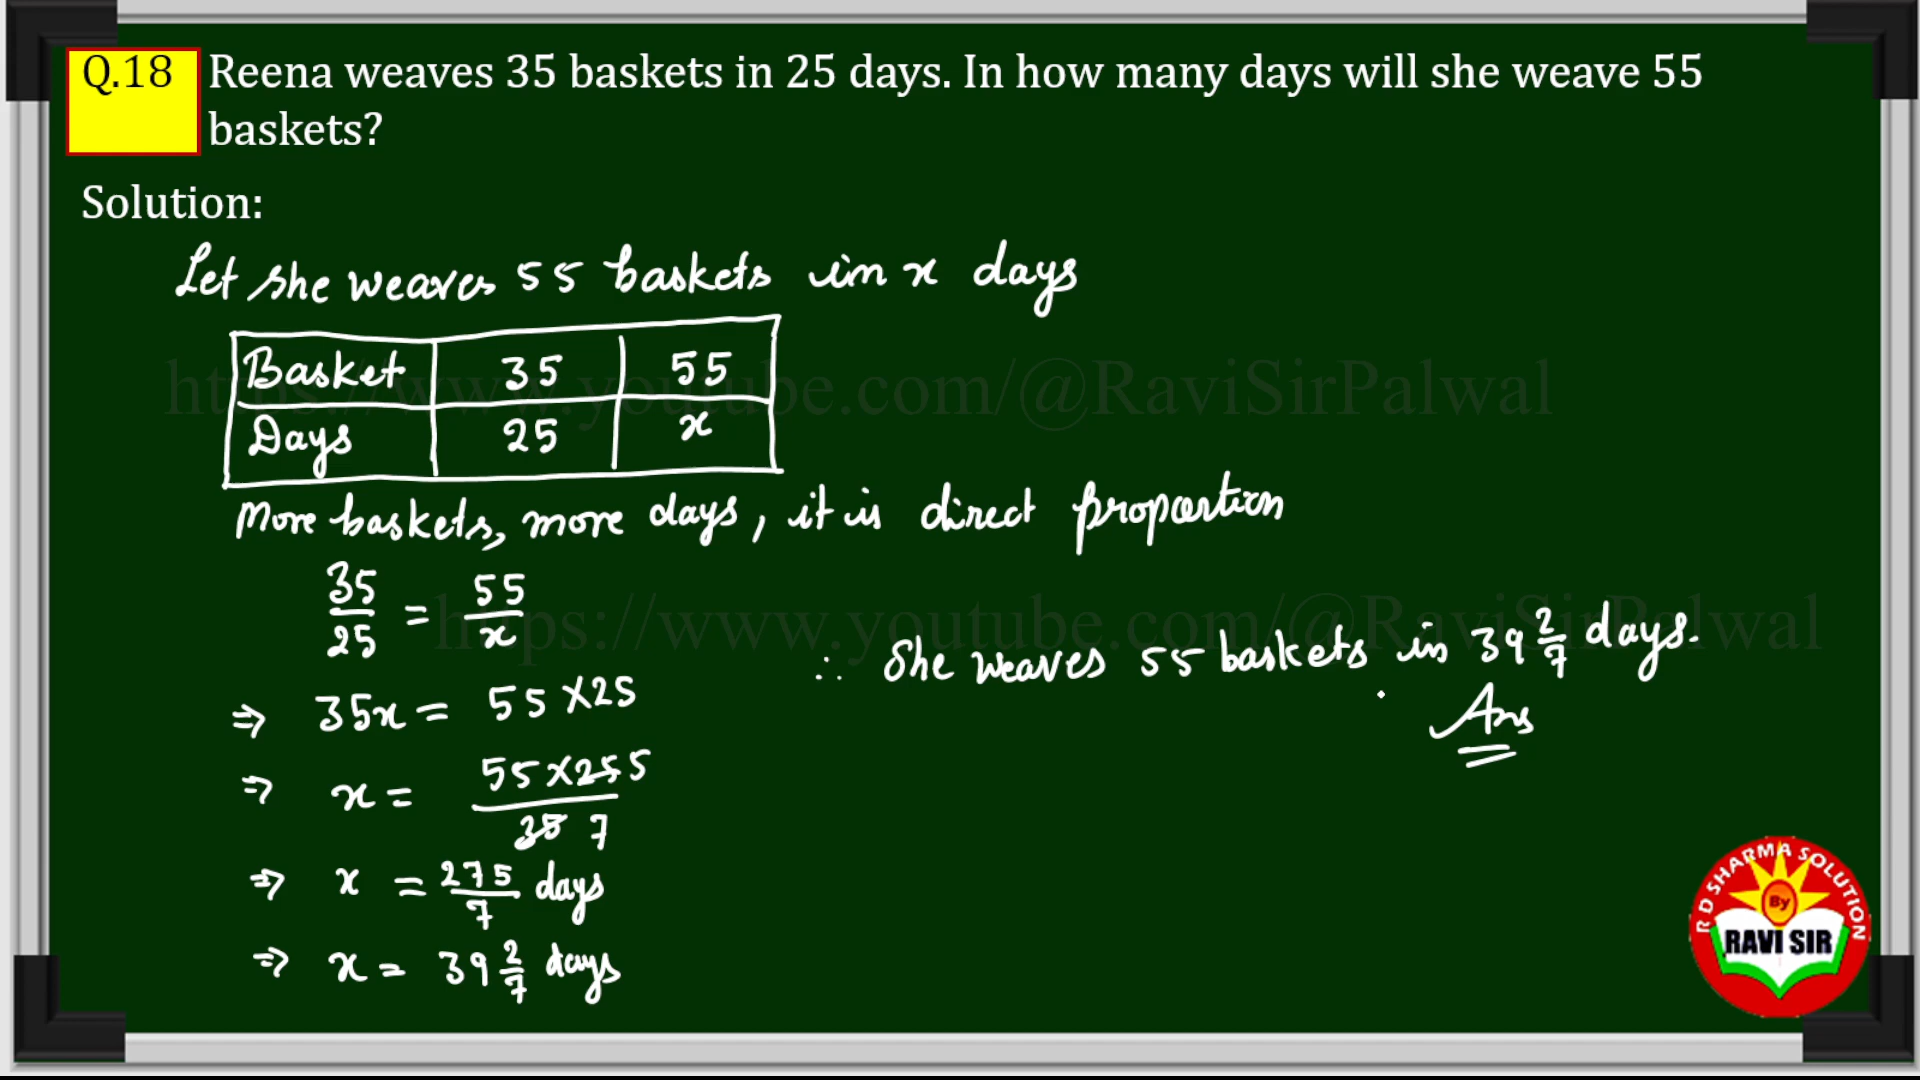 Q.18 Reena weaves 35 baskets in 25 days. In how many days will she weave 55
baskets?
Solution:
Let she weaves 55 baskets in x days
Basket 35 55
Days 25 x
More baskets, more days, it is direct proportion
35/25 = 55/x
⇒ 35x = 55 × 25
⇒ x = 55 × 25 5 / 35 7
⇒ x = 275/7 days
⇒ x = 39 2/7 days
∴ She weaves 55 baskets in 39 2/7 days.
Ans
https://www.youtube.com/@RaviSirPalwal
https://www.youtube.com/@RaviSirPalwal
R D SHARMA SOLUTION
By
RAVI SIR